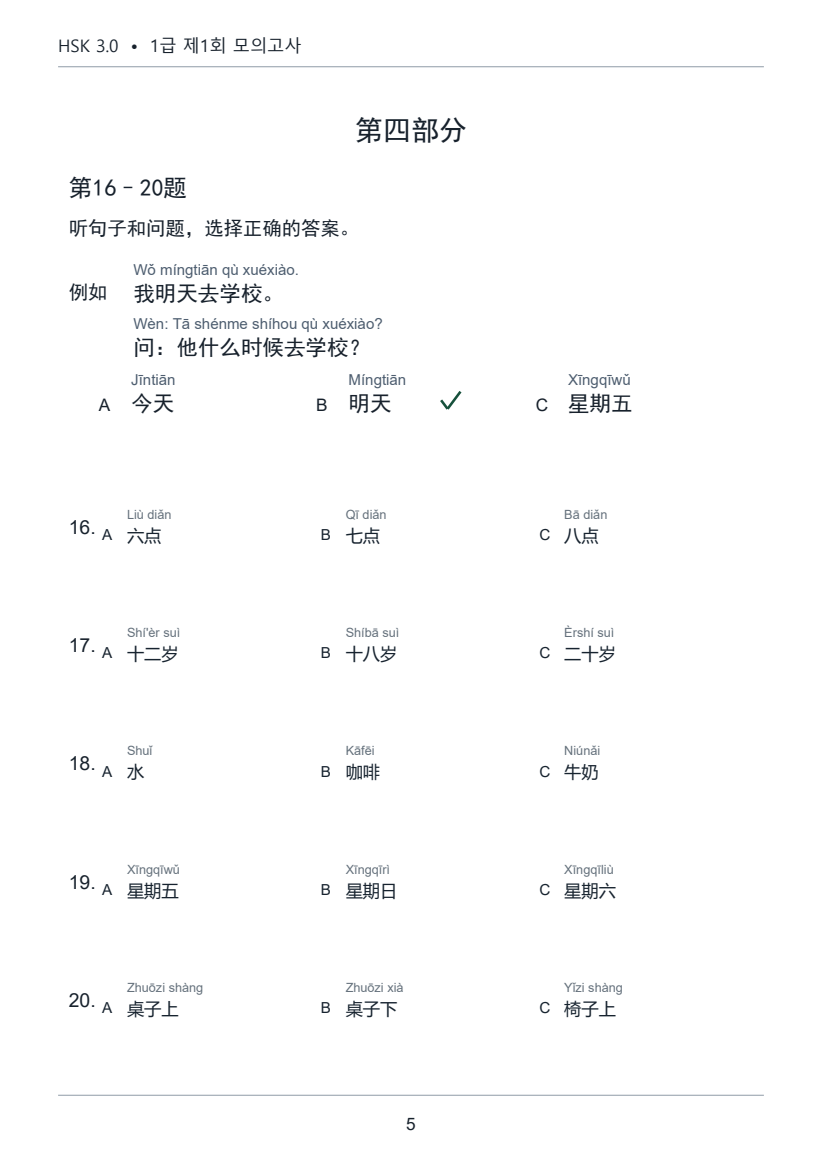 HSK 3.0 • 1급 제1회 모의고사
第四部分
第16－20题
听句子和问题，选择正确的答案。
Wǒ míngtiān qù xuéxiào.
例如 我明天去学校。
Wèn: Tā shénme shíhou qù xuéxiào?
问：他什么时候去学校？
Jīntiān Míngtiān Xīngqīwǔ
A 今天 B 明天 ✓ C 星期五
Liù diǎn Qī diǎn Bā diǎn
16. A 六点 B 七点 C 八点
Shí'èr suì Shíbā suì Èrshí suì
17. A 十二岁 B 十八岁 C 二十岁
Shuǐ Kāfēi Niúnǎi
18. A 水 B 咖啡 C 牛奶
Xīngqīwǔ Xīngqīrì Xīngqīliù
19. A 星期五 B 星期日 C 星期六
Zhuōzi shàng Zhuōzi xià Yǐzi shàng
20. A 桌子上 B 桌子下 C 椅子上
5